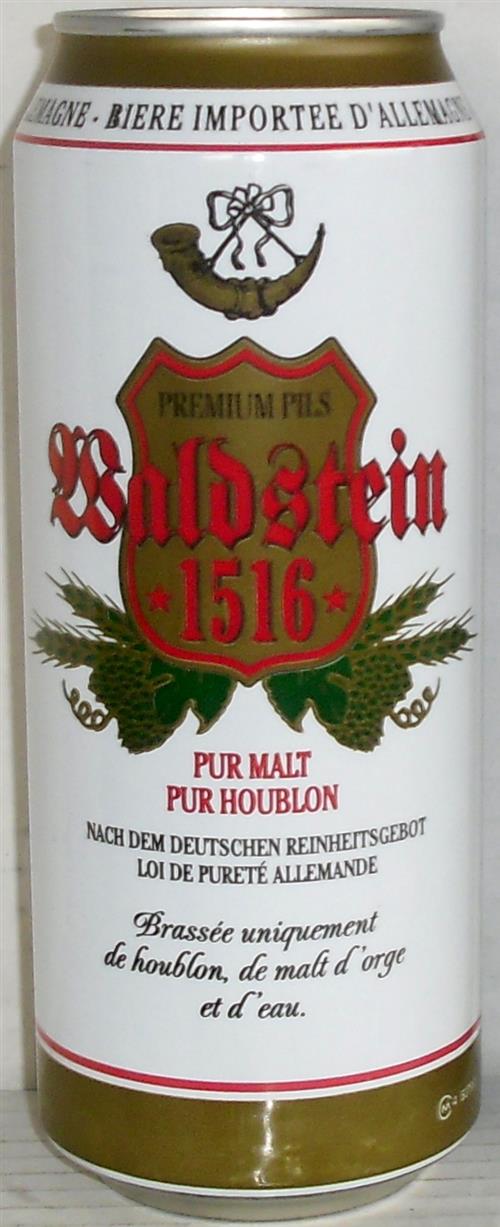 EMAGNE · BIERE IMPORTEE D'ALLEMAGNE
PREMIUM PILS
Waldstein
1516
PUR MALT
PUR HOUBLON
NACH DEM DEUTSCHEN REINHEITSGEBOT
LOI DE PURETÉ ALLEMANDE
Brassée uniquement
de houblon, de malt d'orge
et d'eau.